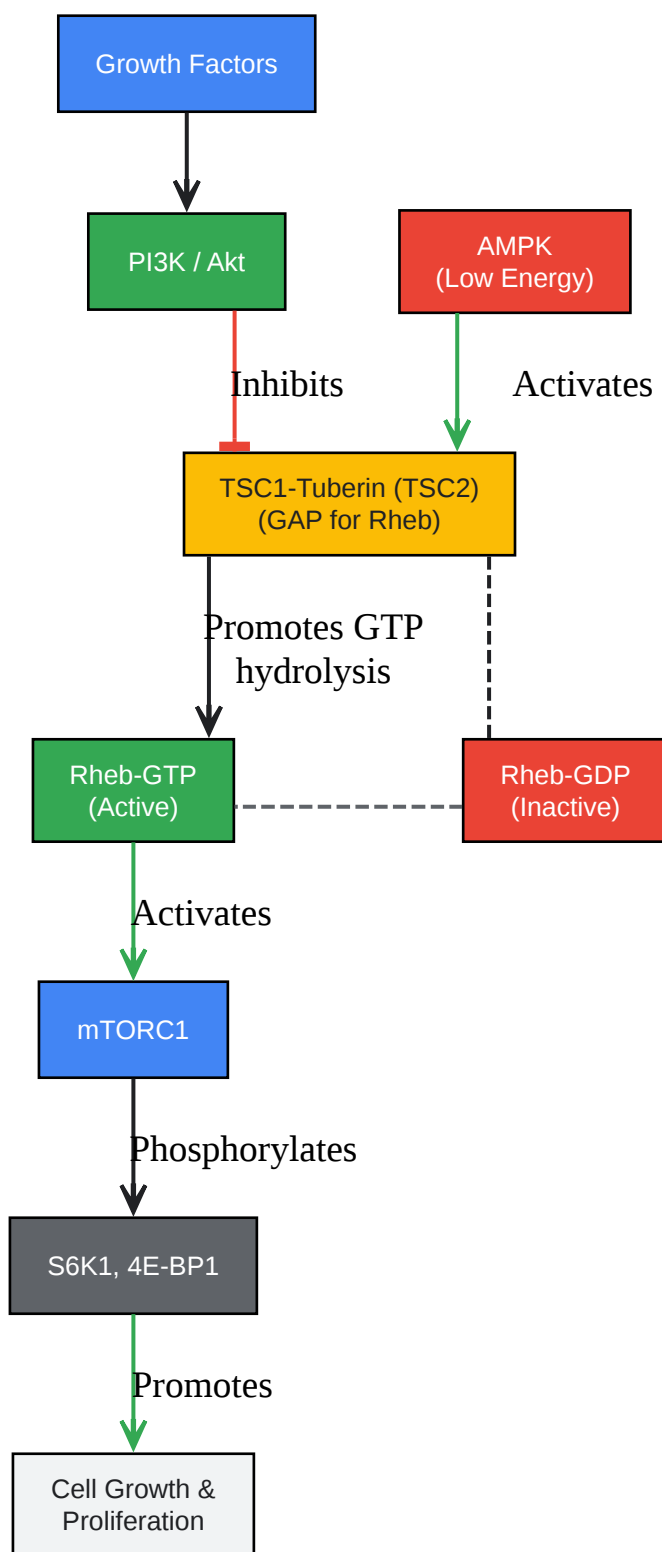 Growth Factors
PI3K / Akt
AMPK
(Low Energy)
Inhibits
Activates
TSC1-Tuberin (TSC2)
(GAP for Rheb)
Promotes GTP
hydrolysis
Rheb-GTP
(Active)
Rheb-GDP
(Inactive)
Activates
mTORC1
Phosphorylates
S6K1, 4E-BP1
Promotes
Cell Growth &
Proliferation